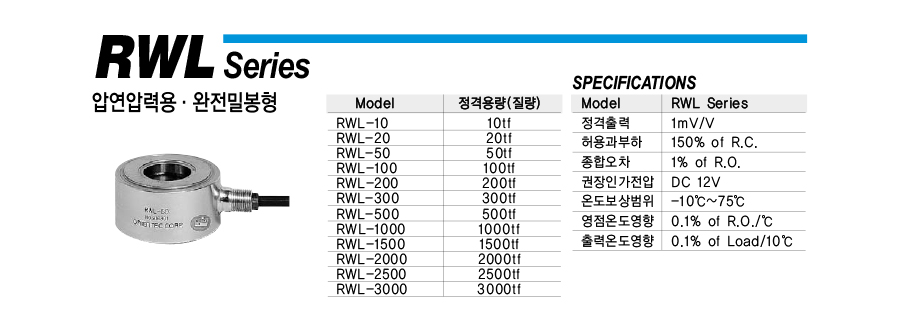 RWL Series
압연압력용 · 완전밀봉형
Model 정격용량(질량)
RWL-10 10tf
RWL-20 20tf
RWL-50 50tf
RWL-100 100tf
RWL-200 200tf
RWL-300 300tf
RWL-500 500tf
RWL-1000 1000tf
RWL-1500 1500tf
RWL-2000 2000tf
RWL-2500 2500tf
RWL-3000 3000tf
SPECIFICATIONS
Model RWL Series
정격출력 1mV/V
허용과부하 150% of R.C.
종합오차 1% of R.O.
권장인가전압 DC 12V
온도보상범위 -10℃~75℃
영점온도영향 0.1% of R.O./℃
출력온도영향 0.1% of Load/10℃
CORP.